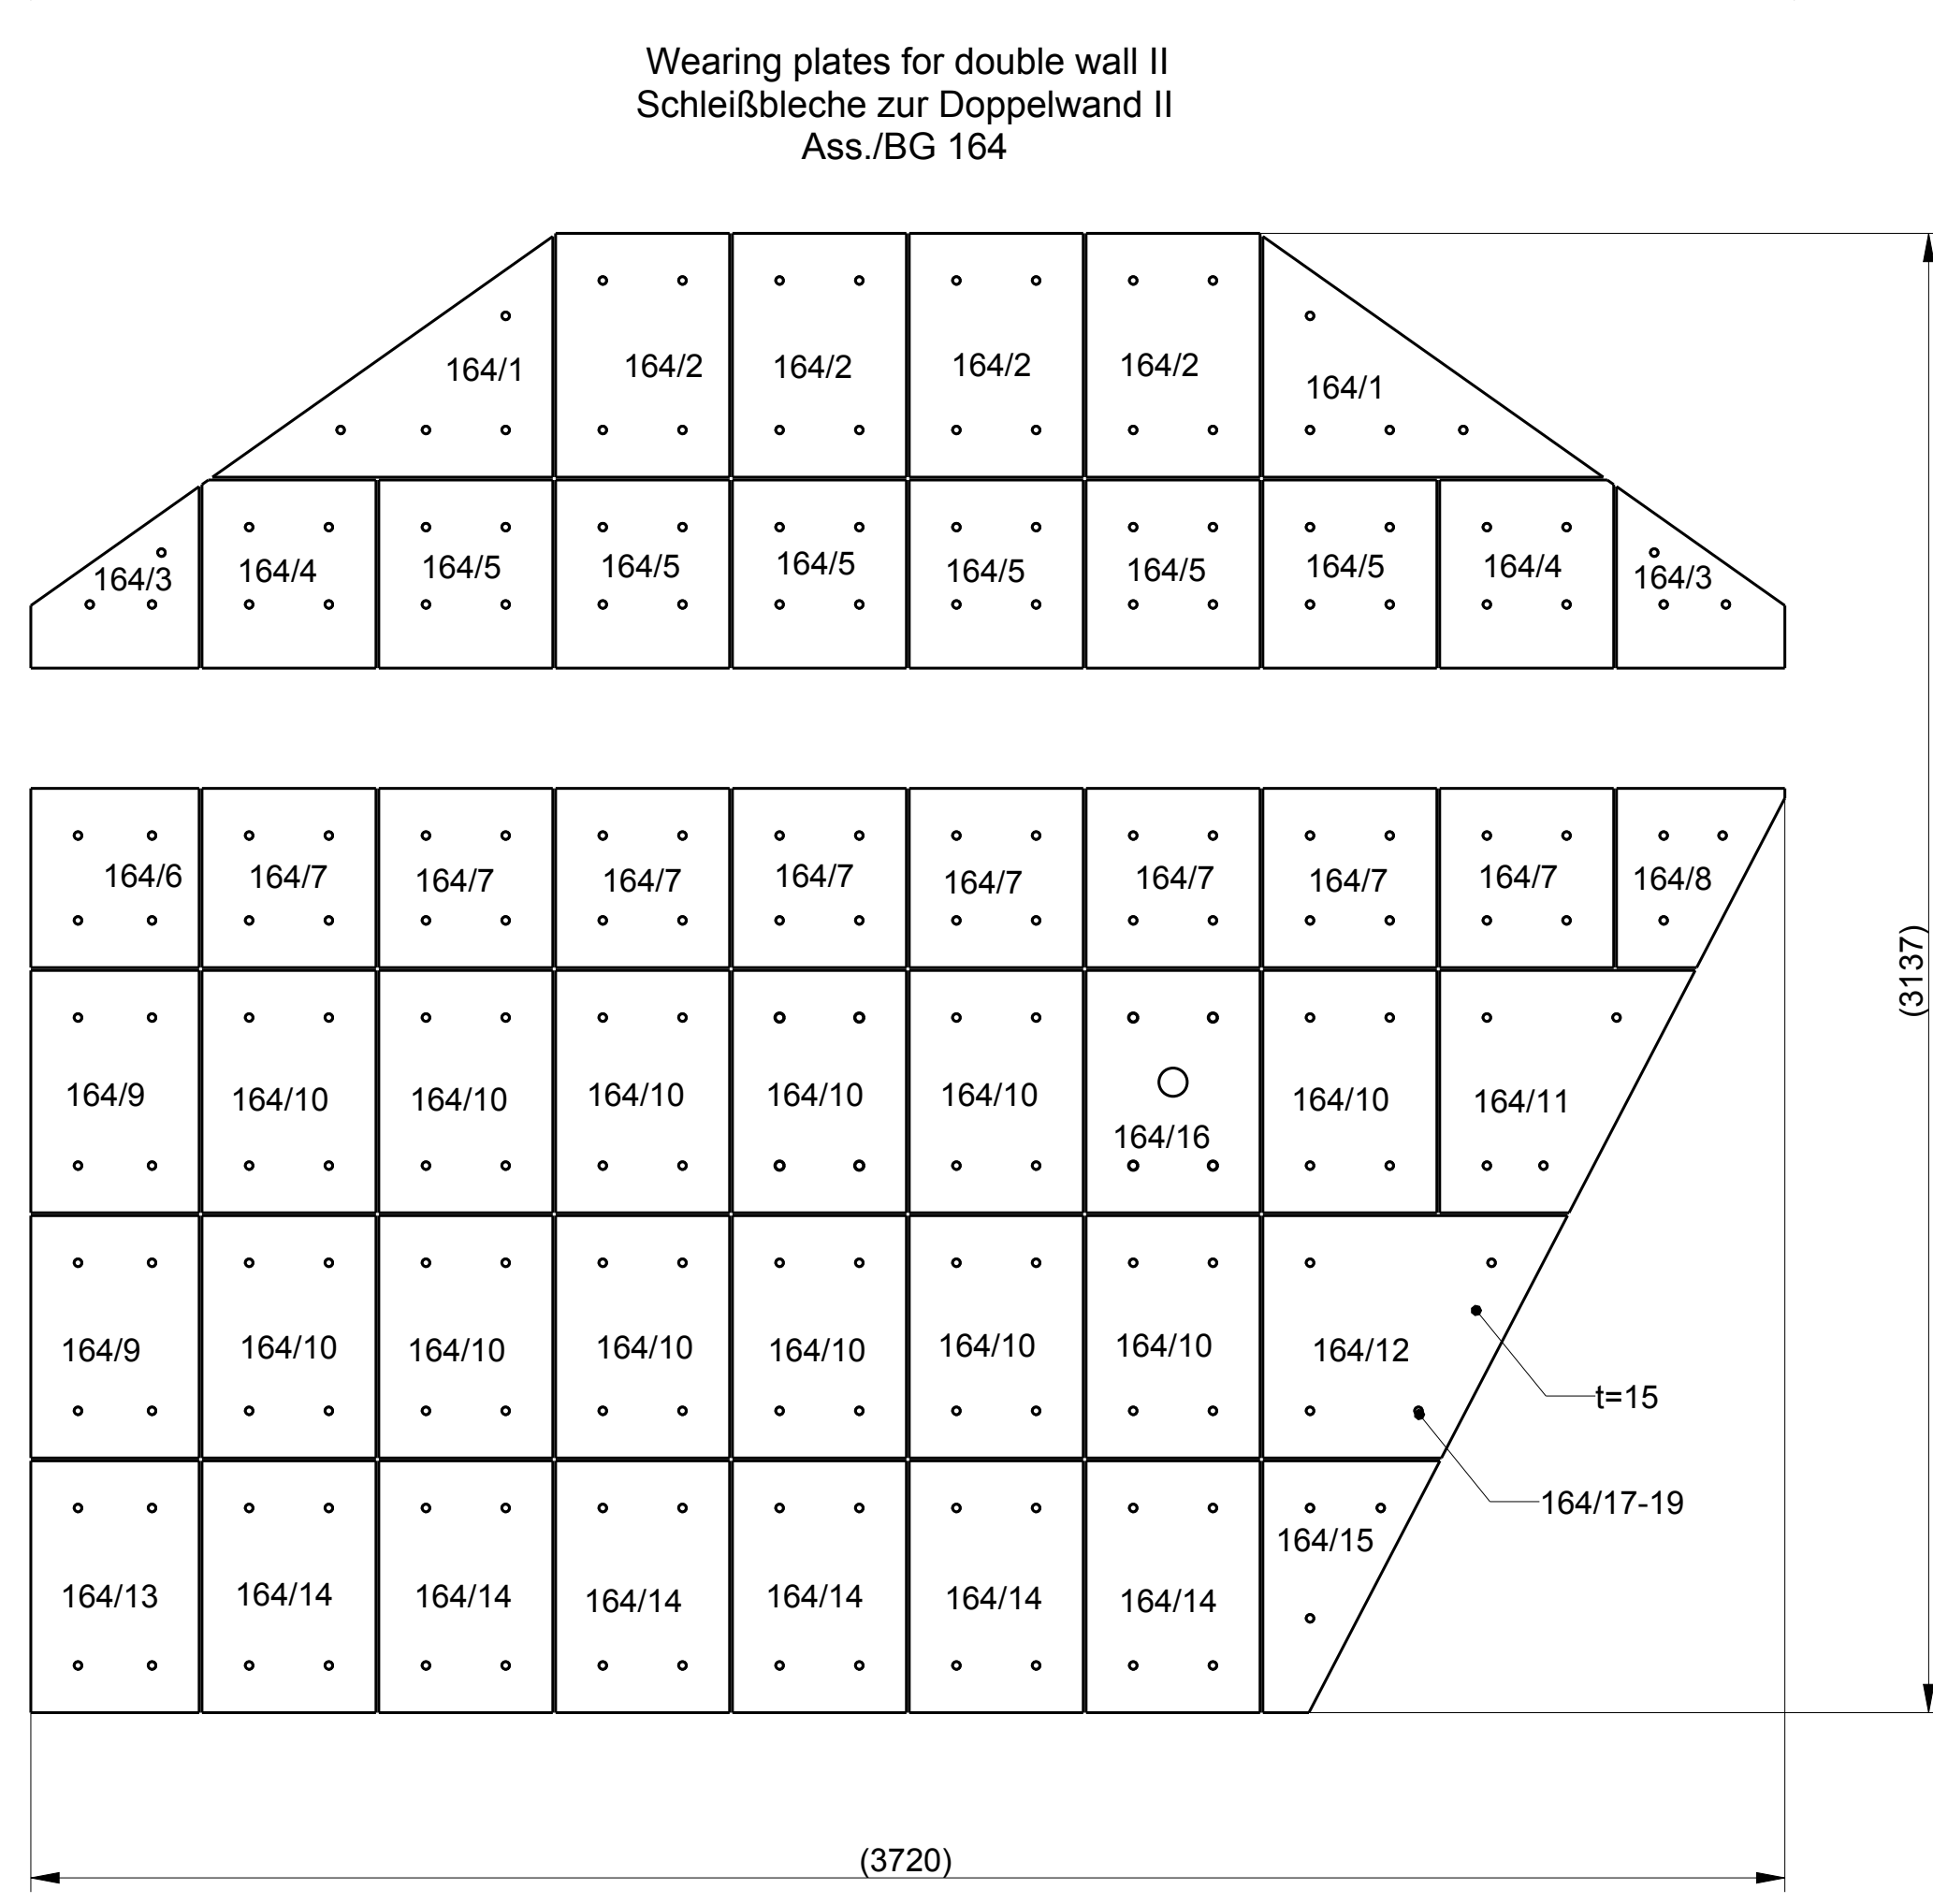 Wearing plates for double wall II
Schleißbleche zur Doppelwand II
Ass./BG 164
164/1 164/2 164/2 164/2 164/2 164/1
164/3 164/4 164/5 164/5 164/5 164/5 164/5 164/5 164/4 164/3
164/6 164/7 164/7 164/7 164/7 164/7 164/7 164/7 164/7 164/8
(3137)
164/9 164/10 164/10 164/10 164/10 164/10 164/16 164/10 164/11
164/9 164/10 164/10 164/10 164/10 164/10 164/10 164/12
t=15
164/17-19
164/15
164/13 164/14 164/14 164/14 164/14 164/14 164/14
(3720)